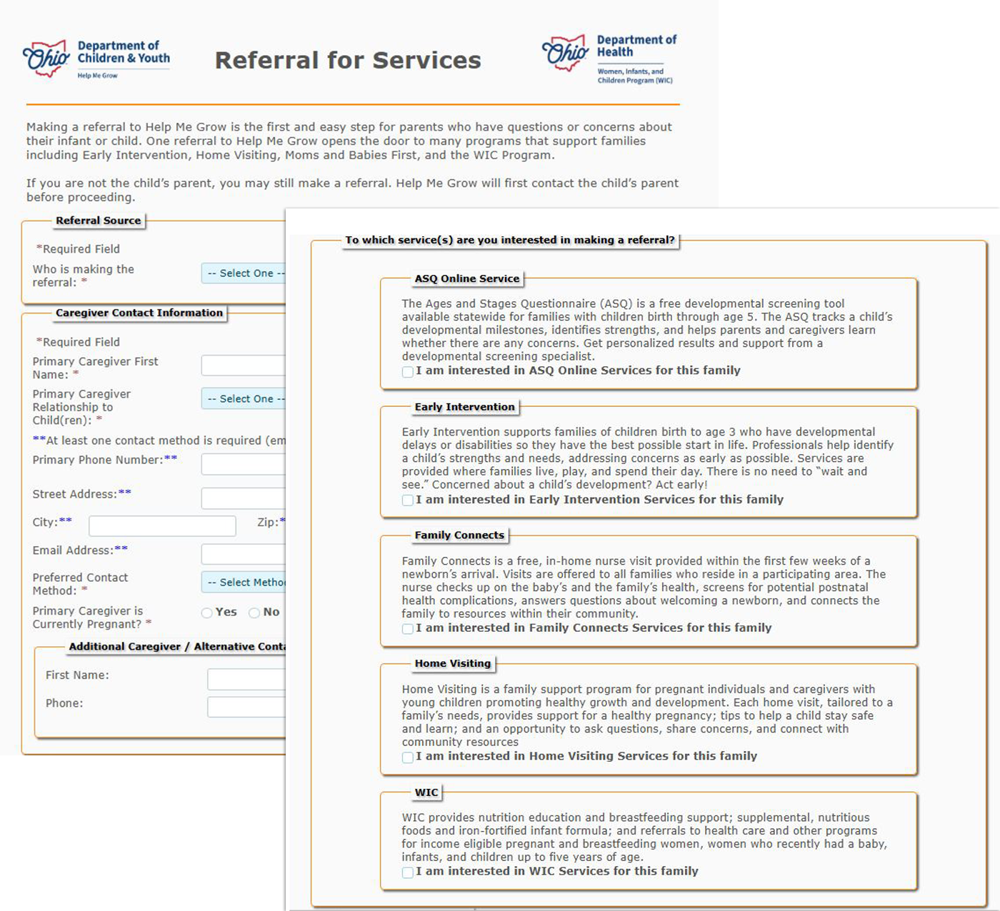 Ohio
Department of
Children & Youth
Help Me Grow
Referral for Services
Ohio
Department of
Health
Women, Infants, and
Children Program (WIC)
Making a referral to Help Me Grow is the first and easy step for parents who have questions or concerns about
their infant or child. One referral to Help Me Grow opens the door to many programs that support families
including Early Intervention, Home Visiting, Moms and Babies First, and the WIC Program.
If you are not the child’s parent, you may still make a referral. Help Me Grow will first contact the child’s parent
before proceeding.
Referral Source
*Required Field
Who is making the
referral: *
-- Select One --
Caregiver Contact Information
*Required Field
Primary Caregiver First
Name: *
Primary Caregiver
Relationship to
Child(ren): *
-- Select One --
**At least one contact method is required (em
Primary Phone Number:**
Street Address:**
City:**
Zip:*
Email Address:**
Preferred Contact
Method: *
-- Select Metho
Primary Caregiver is
Currently Pregnant? *
Yes
No
Additional Caregiver / Alternative Conta
First Name:
Phone:
To which service(s) are you interested in making a referral?
ASQ Online Service
The Ages and Stages Questionnaire (ASQ) is a free developmental screening tool
available statewide for families with children birth through age 5. The ASQ tracks a child’s
developmental milestones, identifies strengths, and helps parents and caregivers learn
whether there are any concerns. Get personalized results and support from a
developmental screening specialist.
I am interested in ASQ Online Services for this family
Early Intervention
Early Intervention supports families of children birth to age 3 who have developmental
delays or disabilities so they have the best possible start in life. Professionals help identify
a child’s strengths and needs, addressing concerns as early as possible. Services are
provided where families live, play, and spend their day. There is no need to “wait and
see.” Concerned about a child’s development? Act early!
I am interested in Early Intervention Services for this family
Family Connects
Family Connects is a free, in-home nurse visit provided within the first few weeks of a
newborn’s arrival. Visits are offered to all families who reside in a participating area. The
nurse checks up on the baby’s and the family’s health, screens for potential postnatal
health complications, answers questions about welcoming a newborn, and connects the
family to resources within their community.
I am interested in Family Connects Services for this family
Home Visiting
Home Visiting is a family support program for pregnant individuals and caregivers with
young children promoting healthy growth and development. Each home visit, tailored to a
family’s needs, provides support for a healthy pregnancy; tips to help a child stay safe
and learn; and an opportunity to ask questions, share concerns, and connect with
community resources
I am interested in Home Visiting Services for this family
WIC
WIC provides nutrition education and breastfeeding support; supplemental, nutritious
foods and iron-fortified infant formula; and referrals to health care and other programs
for income eligible pregnant and breastfeeding women, women who recently had a baby,
infants, and children up to five years of age.
I am interested in WIC Services for this family